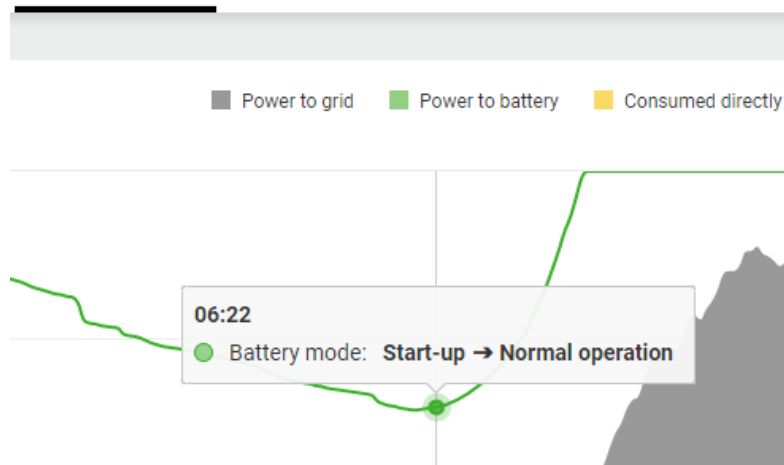 Power to grid Power to battery Consumed directly
06:22
Battery mode: Start-up ➔ Normal operation